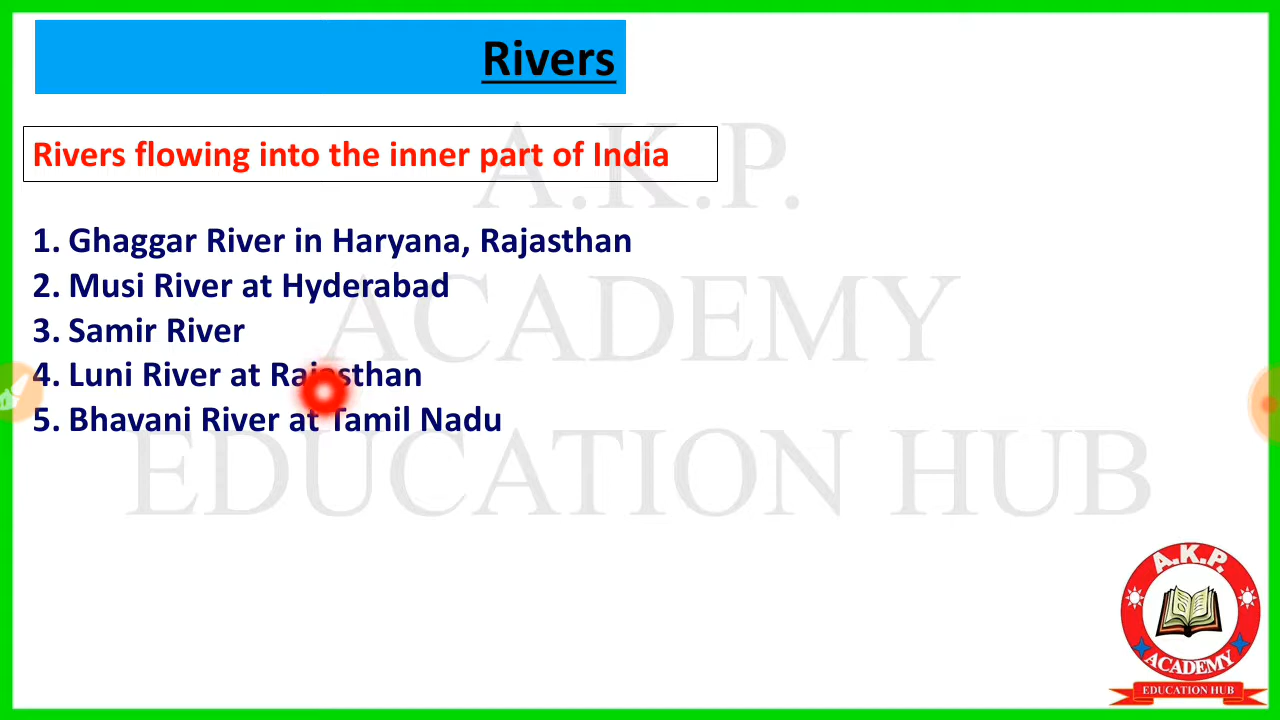 Rivers
Rivers flowing into the inner part of India
1. Ghaggar River in Haryana, Rajasthan
2. Musi River at Hyderabad
3. Samir River
4. Luni River at Rajasthan
5. Bhavani River at Tamil Nadu
A.K.P.
ACADEMY
EDUCATION HUB
A.K.P.
ACADEMY
EDUCATION HUB